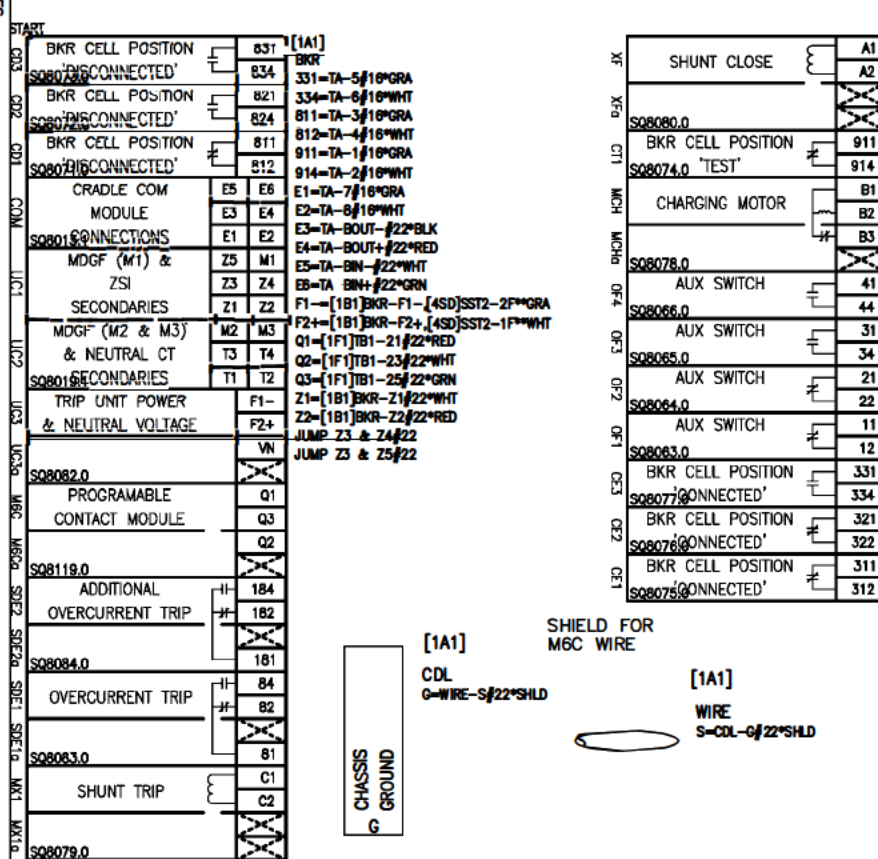 START
CD3
BKR CELL POSITION
'DISCONNECTED'
SQ8073.0
831
834
CD2
BKR CELL POSITION
'DISCONNECTED'
SQ8072.0
821
824
CD1
BKR CELL POSITION
'DISCONNECTED'
SQ8071.0
811
812
COM
CRADLE COM
MODULE
CONNECTIONS
SQ8013.1
E5 E6
E3 E4
E1 E2
UC1
MDGF (M1) &
ZSI
SECONDARIES
Z5 M1
Z3 Z4
Z1 Z2
UC2
MDGF (M2 & M3)
& NEUTRAL CT
SECONDARIES
SQ8019.1
M2 M3
T3 T4
T1 T2
UC3
TRIP UNIT POWER
& NEUTRAL VOLTAGE
F1-
F2+
UC3a
VN
SQ8082.0
M6C
PROGRAMABLE
CONTACT MODULE
Q1
Q3
M6Ca
Q2
SQ8119.0
SDE2
ADDITIONAL
OVERCURRENT TRIP
184
182
SDE2a
181
SQ8084.0
SDE1
OVERCURRENT TRIP
84
82
SDE1a
81
SQ8083.0
MX1
SHUNT TRIP
C1
C2
MX1a
SQ8079.0
[1A1]
BKR
331=TA-5#16*GRA
334=TA-6#16*WHT
811=TA-3#16*GRA
812=TA-4#16*WHT
911=TA-1#16*GRA
914=TA-2#16*WHT
E1=TA-7#16*GRA
E2=TA-8#16*WHT
E3=TA-BOUT-#22*BLK
E4=TA-BOUT+#22*RED
E5=TA-BIN-#22*WHT
E6=TA BIN+#22*GRN
F1-=[1B1]BKR-F1-,[4SD]SST2-2F**GRA
F2+=[1B1]BKR-F2+,[4SD]SST2-1F**WHT
Q1=[1F1]TB1-21#22*RED
Q2=[1F1]TB1-23#22*WHT
Q3=[1F1]TB1-25#22*GRN
Z1=[1B1]BKR-Z1#22*WHT
Z2=[1B1]BKR-Z2#22*RED
JUMP Z3 & Z4#22
JUMP Z3 & Z5#22
CHASSIS
GROUND
G
[1A1]
CDL
G=WIRE-S#22*SHLD
SHIELD FOR
M6C WIRE
[1A1]
WIRE
S=CDL-G#22*SHLD
S
XF
SHUNT CLOSE
A1
A2
XFa
SQ8080.0
CT1
BKR CELL POSITION
'TEST'
SQ8074.0
911
914
MCH
CHARGING MOTOR
B1
B2
MCHa
B3
SQ8078.0
OF4
AUX SWITCH
SQ8066.0
41
44
OF3
AUX SWITCH
SQ8065.0
31
34
OF2
AUX SWITCH
SQ8064.0
21
22
OF1
AUX SWITCH
SQ8063.0
11
12
CE3
BKR CELL POSITION
'CONNECTED'
SQ8077.0
331
334
CE2
BKR CELL POSITION
'CONNECTED'
SQ8076.0
321
322
CE1
BKR CELL POSITION
'CONNECTED'
SQ8075.0
311
312